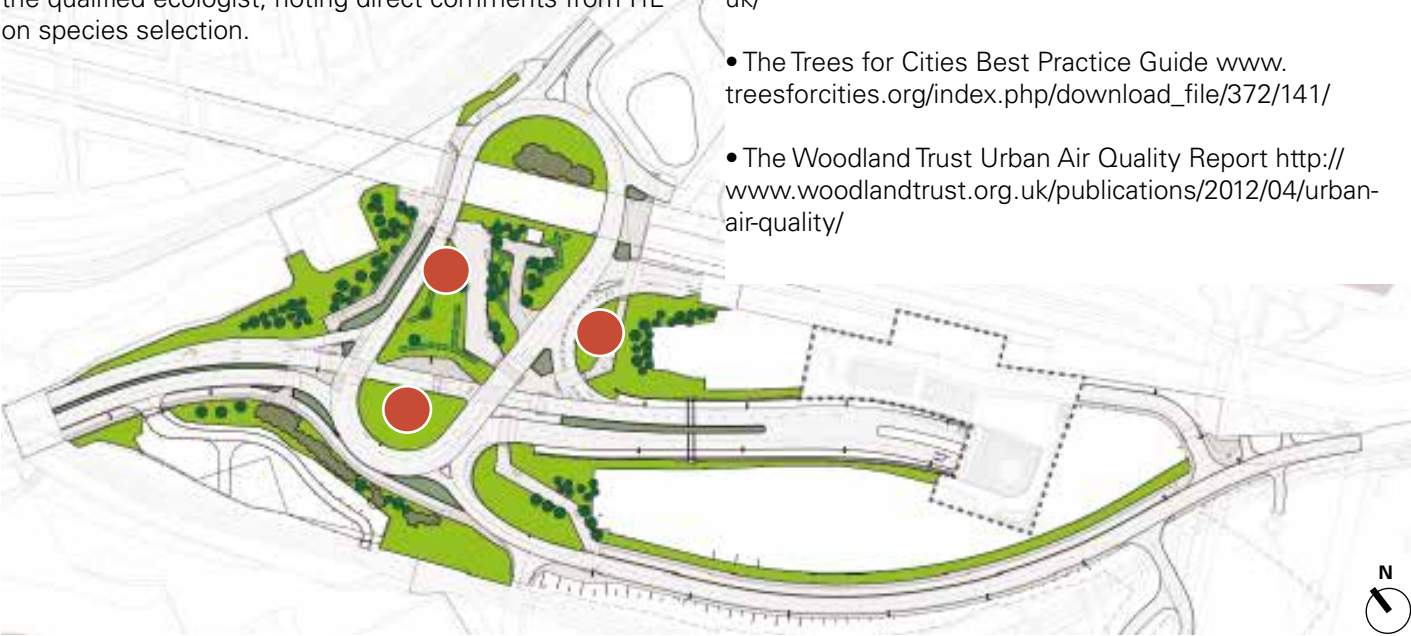 the qualified ecologist, noting direct comments from HE
on species selection.
uk/
• The Trees for Cities Best Practice Guide www.
treesforcities.org/index.php/download_file/372/141/
• The Woodland Trust Urban Air Quality Report http://
www.woodlandtrust.org.uk/publications/2012/04/urban-
air-quality/
N